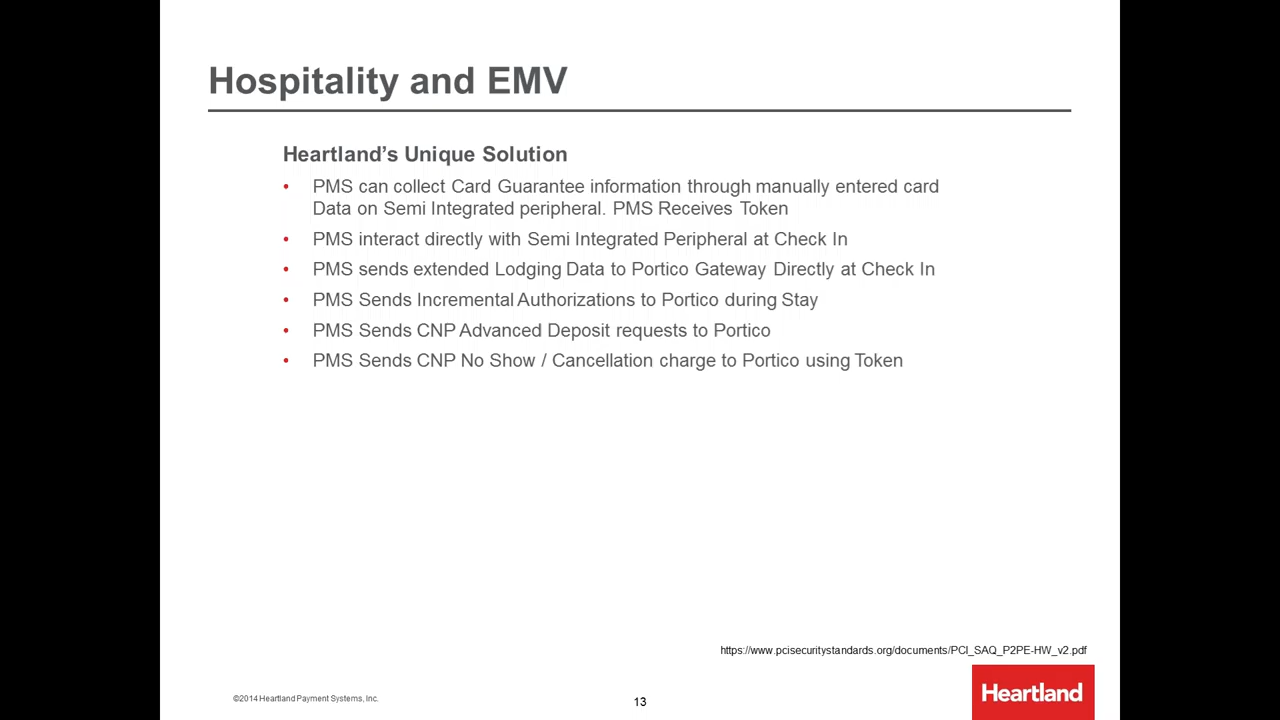 Hospitality and EMV
Heartland’s Unique Solution
• PMS can collect Card Guarantee information through manually entered card
Data on Semi Integrated peripheral. PMS Receives Token
• PMS interact directly with Semi Integrated Peripheral at Check In
• PMS sends extended Lodging Data to Portico Gateway Directly at Check In
• PMS Sends Incremental Authorizations to Portico during Stay
• PMS Sends CNP Advanced Deposit requests to Portico
• PMS Sends CNP No Show / Cancellation charge to Portico using Token
https://www.pcisecuritystandards.org/documents/PCI_SAQ_P2PE-HW_v2.pdf
©2014 Heartland Payment Systems, Inc.
13
Heartland